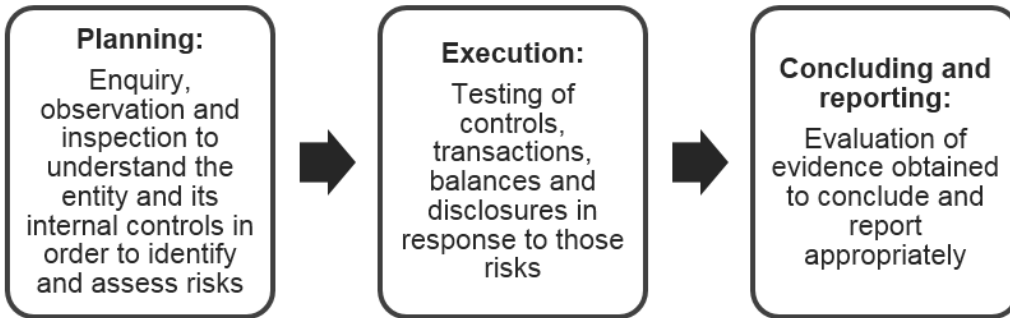 Planning:
Enquiry,
observation and
inspection to
understand the
entity and its
internal controls in
order to identify
and assess risks
Execution:
Testing of
controls,
transactions,
balances and
disclosures in
response to those
risks
Concluding and
reporting:
Evaluation of
evidence obtained
to conclude and
report
appropriately